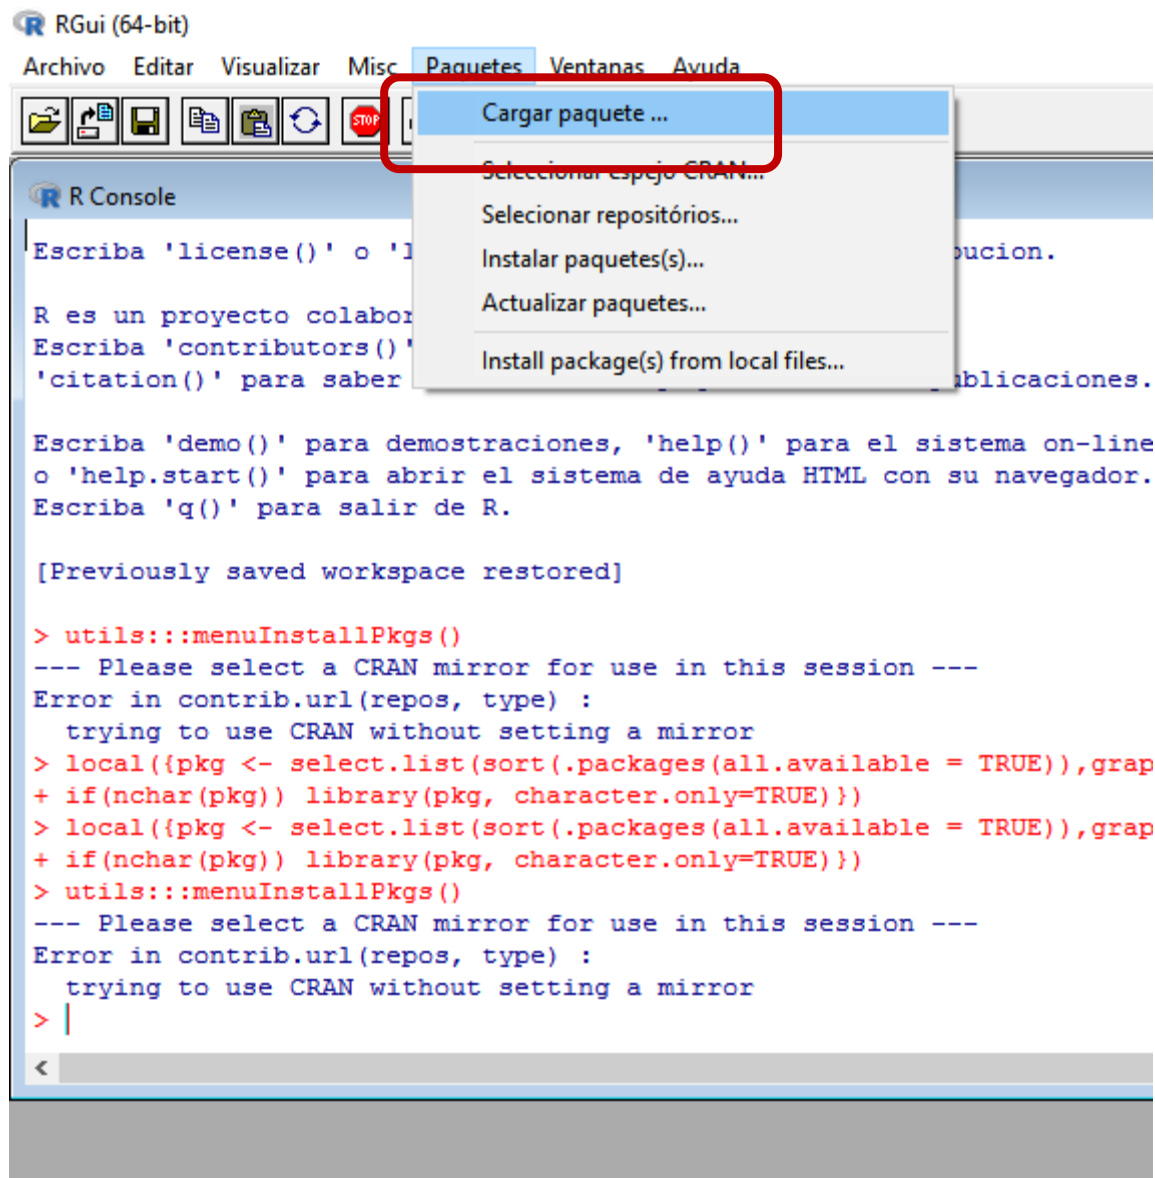 RGui (64-bit)
Archivo Editar Visualizar Misc Paquetes Ventanas Ayuda
STOP
Cargar paquete ...
Seleccionar espejo CRAN...
Selecionar repositórios...
Instalar paquetes(s)...
Actualizar paquetes...
Install package(s) from local files...
R Console
Escriba 'license()' o 'l bucion.
R es un proyecto colabor
Escriba 'contributors()'
'citation()' para saber blicaciones.
Escriba 'demo()' para demostraciones, 'help()' para el sistema on-line
o 'help.start()' para abrir el sistema de ayuda HTML con su navegador.
Escriba 'q()' para salir de R.
[Previously saved workspace restored]
> utils:::menuInstallPkgs()
--- Please select a CRAN mirror for use in this session ---
Error in contrib.url(repos, type) :
trying to use CRAN without setting a mirror
> local({pkg <- select.list(sort(.packages(all.available = TRUE)),grap
+ if(nchar(pkg)) library(pkg, character.only=TRUE)})
> local({pkg <- select.list(sort(.packages(all.available = TRUE)),grap
+ if(nchar(pkg)) library(pkg, character.only=TRUE)})
> utils:::menuInstallPkgs()
--- Please select a CRAN mirror for use in this session ---
Error in contrib.url(repos, type) :
trying to use CRAN without setting a mirror
>